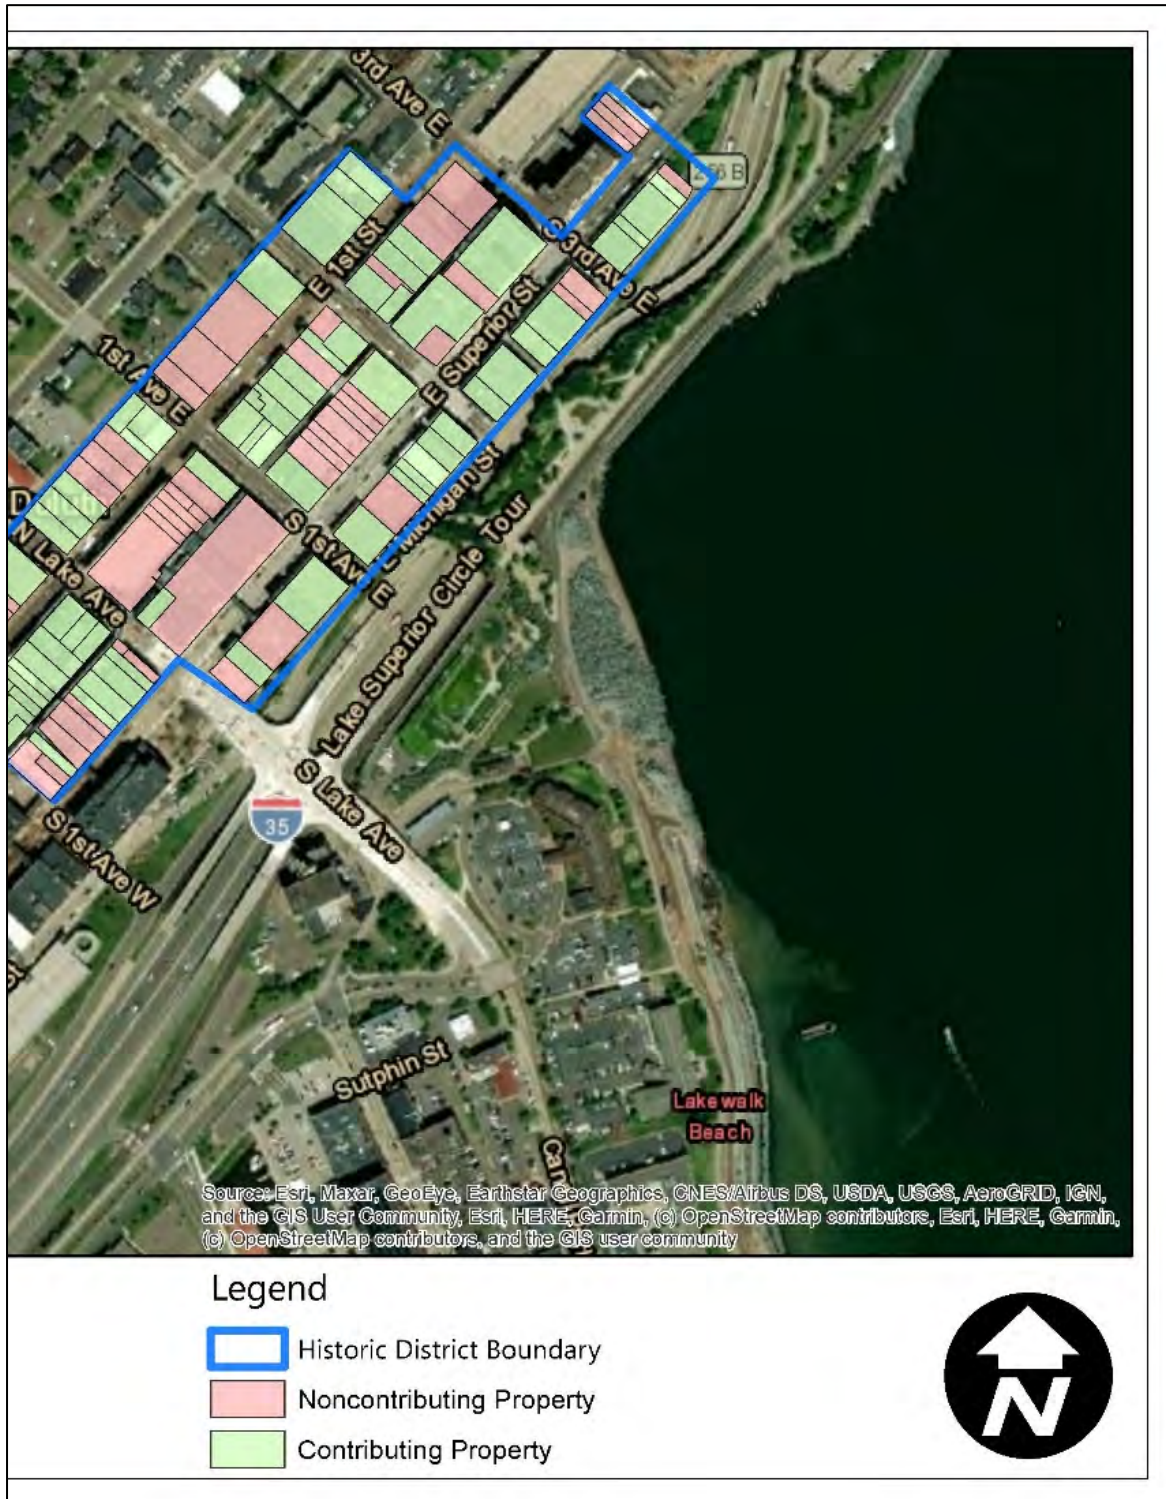 3rd Ave E
276 B
E 1st St
S 3rd Ave E
E Superior St
1st Ave E
Duluth
E Michigan St
N Lake Ave
S 1st Ave E
Lake Superior Circle Tour
S Lake Ave
35
S 1st Ave W
St
Sutphin St
Lakewalk
Beach
Source: Esri, Maxar, GeoEye, Earthstar Geographics, CNES/Airbus DS, USDA, USGS, AeroGRID, IGN,
and the GIS User Community, Esri, HERE, Garmin, (c) OpenStreetMap contributors, Esri, HERE, Garmin,
(c) OpenStreetMap contributors, and the GIS user community
Legend
Historic District Boundary
Noncontributing Property
Contributing Property
N